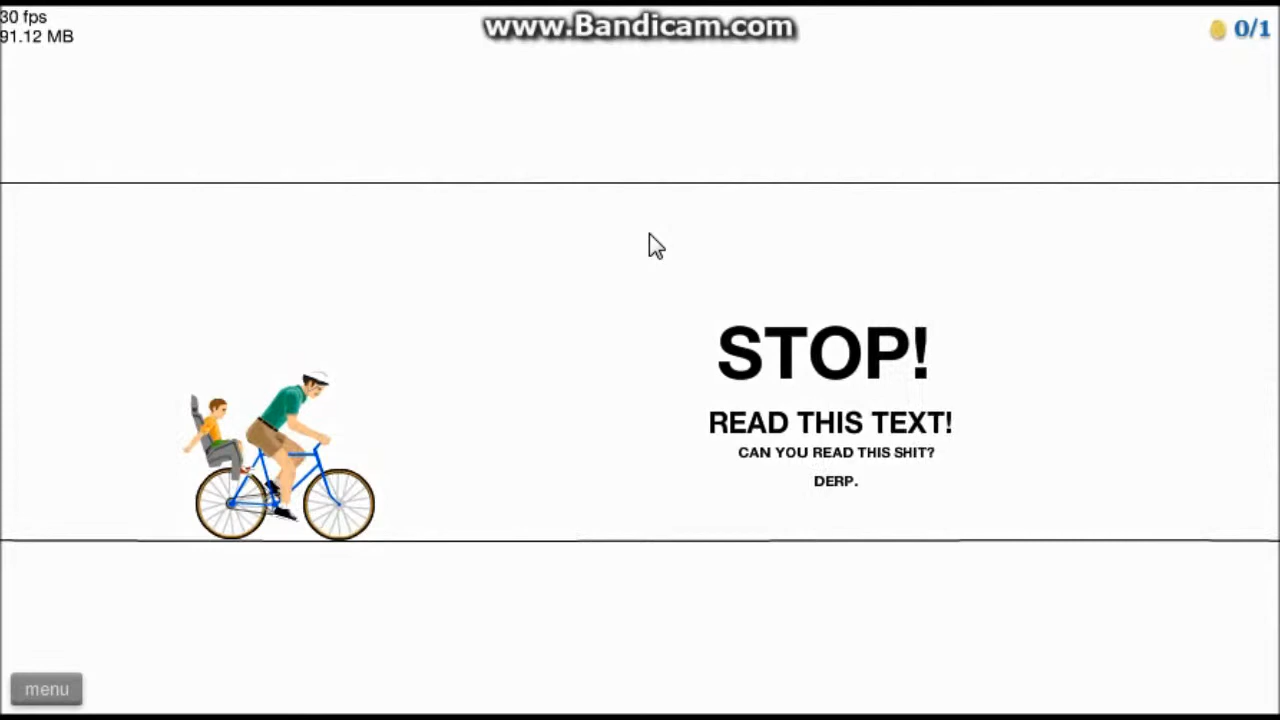 30 fps
www.Bandicam.com
0/1
91.12 MB
STOP!
READ THIS TEXT!
CAN YOU READ THIS SHIT?
DERP.
menu